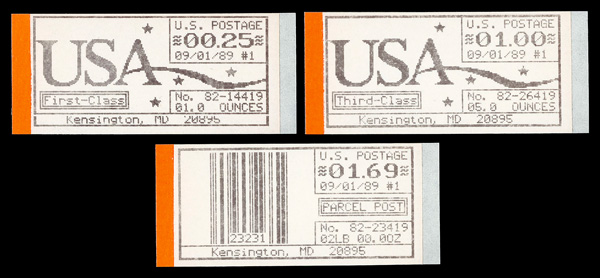 U.S. POSTAGE
USA
00.25
09/01/89 #1
First-Class
No. 82-14419
01.0 OUNCES
Kensington, MD 20895
U.S. POSTAGE
USA
01.00
09/01/89 #1
Third-Class
No. 82-26419
05.0 OUNCES
Kensington, MD 20895
U.S. POSTAGE
01.69
09/01/89 #1
PARCEL POST
23231
No. 82-23419
02LB 00.0OZ
Kensington, MD 20895